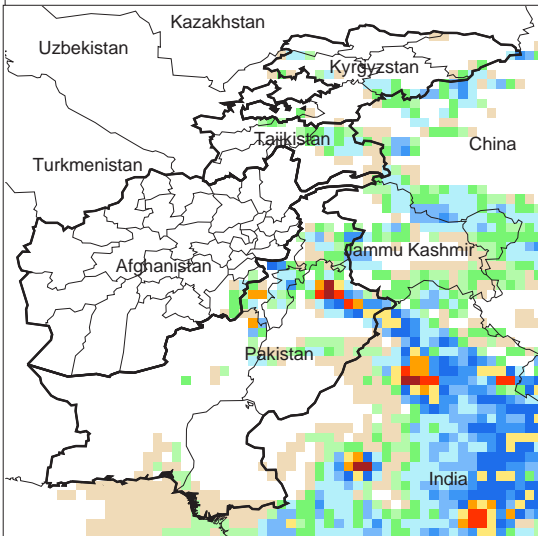 Kazakhstan
Uzbekistan
Kyrgyzstan
Tajikistan
China
Turkmenistan
Jammu Kashmir
Afghanistan
Pakistan
India